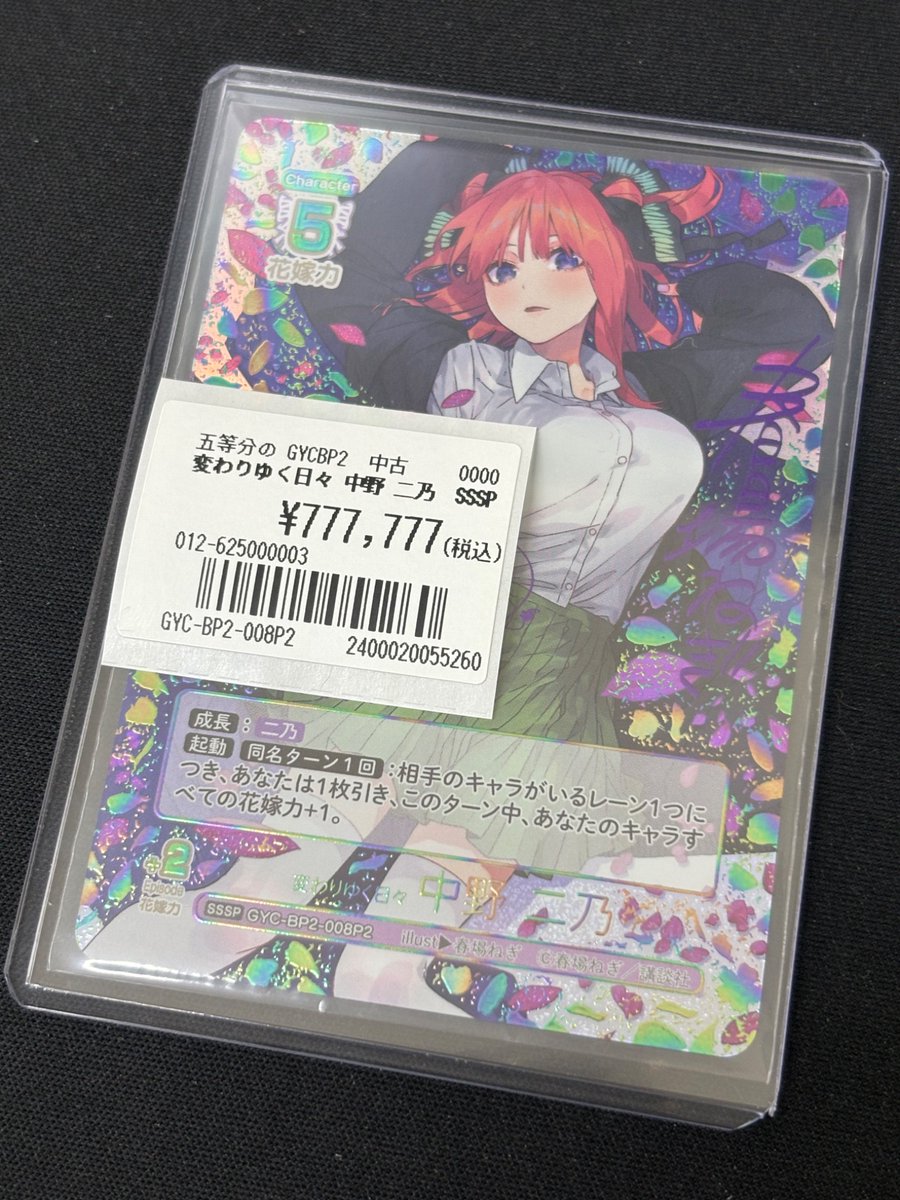 Character
5
花嫁力
五等分の GYCBP2 中古 0000
変わりゆく日々 中野 二乃 SSSP
¥777,777(税込)
012-625000003
GYC-BP2-008P2 2400020055260
成長:二乃
起動 同名ターン1回:相手のキャラがいるレーン1つに
つき、あなたは1枚引き、このターン中、あなたのキャラす
べての花嫁力+1。
+2
EPISODE
花嫁力
変わりゆく日々 中野 二乃
SSSP GYC-BP2-008P2 illust▶春場ねぎ C春場ねぎ/講談社